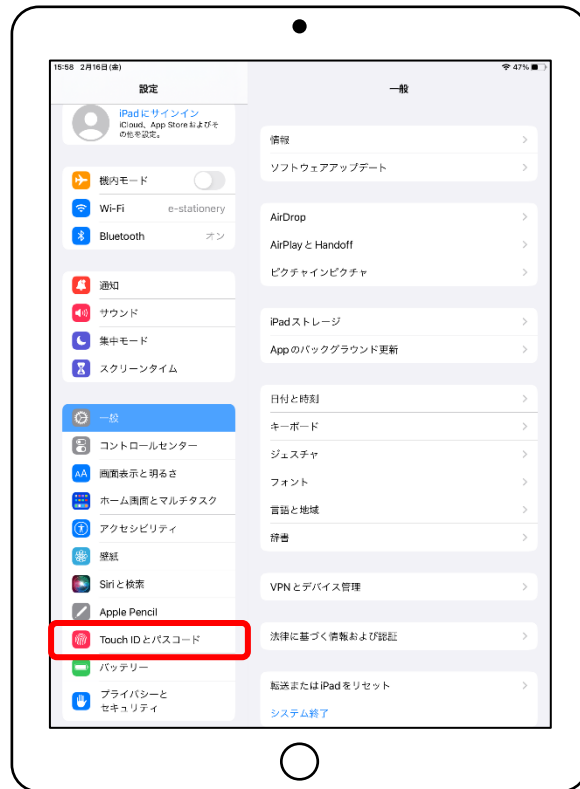 15:58 2月16日(金)
47%
設定
一般
iPadにサインイン
iCloud、App Storeおよびそ
の他を設定。
機内モード
Wi-Fi e-stationery
Bluetooth オン
通知
サウンド
集中モード
スクリーンタイム
一般
コントロールセンター
AA 画面表示と明るさ
ホーム画面とマルチタスク
アクセシビリティ
壁紙
Siriと検索
Apple Pencil
Touch IDとパスコード
バッテリー
プライバシーと
セキュリティ
情報
ソフトウェアアップデート
AirDrop
AirPlayとHandoff
ピクチャインピクチャ
iPadストレージ
Appのバックグラウンド更新
日付と時刻
キーボード
ジェスチャ
フォント
言語と地域
辞書
VPNとデバイス管理
法律に基づく情報および認証
転送またはiPadをリセット
システム終了